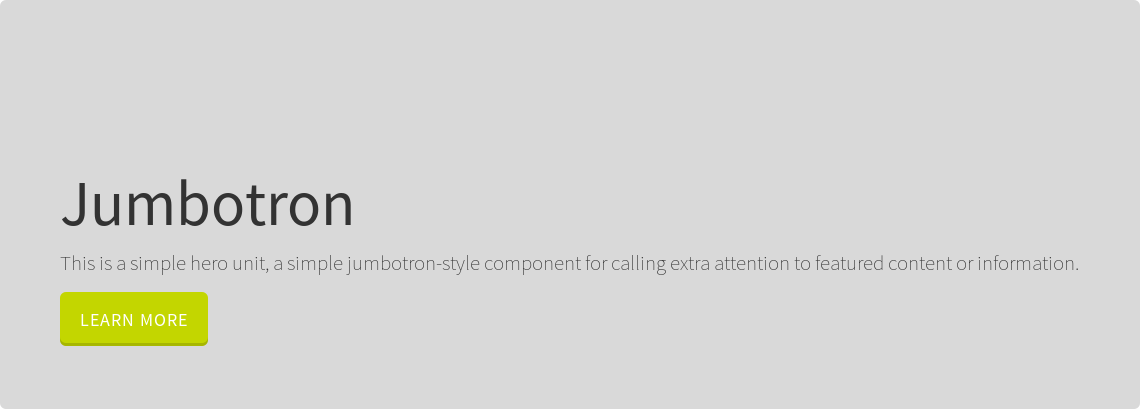 Jumbotron
This is a simple hero unit, a simple jumbotron-style component for calling extra attention to featured content or information.
LEARN MORE